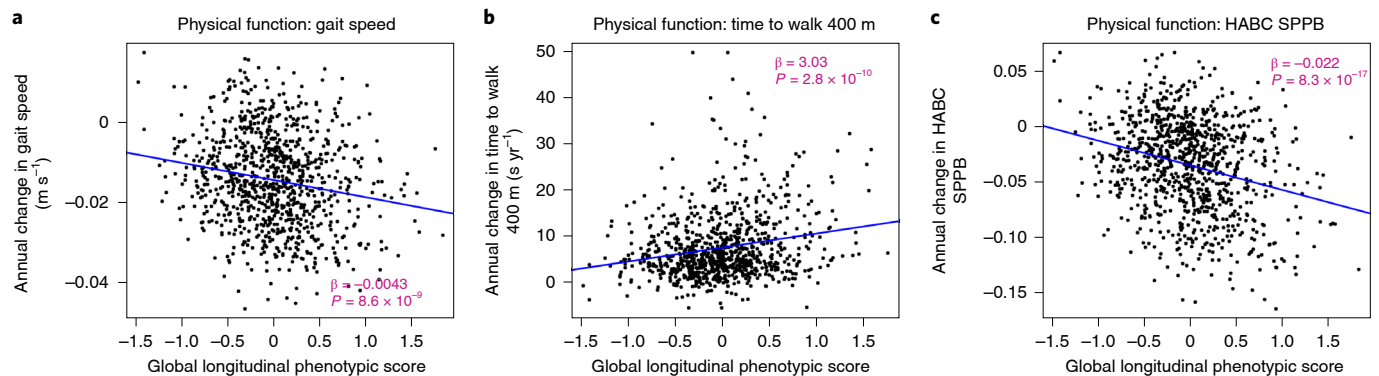 a
Physical function: gait speed
Annual change in gait speed
(m s⁻¹)
0
−0.02
−0.04
β = −0.0043
P = 8.6 × 10⁻⁹
−1.5 −1.0 −0.5 0 0.5 1.0 1.5
Global longitudinal phenotypic score
b
Physical function: time to walk 400 m
Annual change in time to walk
400 m (s yr⁻¹)
50
40
30
20
10
0
β = 3.03
P = 2.8 × 10⁻¹⁰
−1.5 −1.0 −0.5 0 0.5 1.0 1.5
Global longitudinal phenotypic score
c
Physical function: HABC SPPB
Annual change in HABC
SPPB
0.05
0
−0.05
−0.10
−0.15
β = −0.022
P = 8.3 × 10⁻¹⁷
−1.5 −1.0 −0.5 0 0.5 1.0 1.5
Global longitudinal phenotypic score